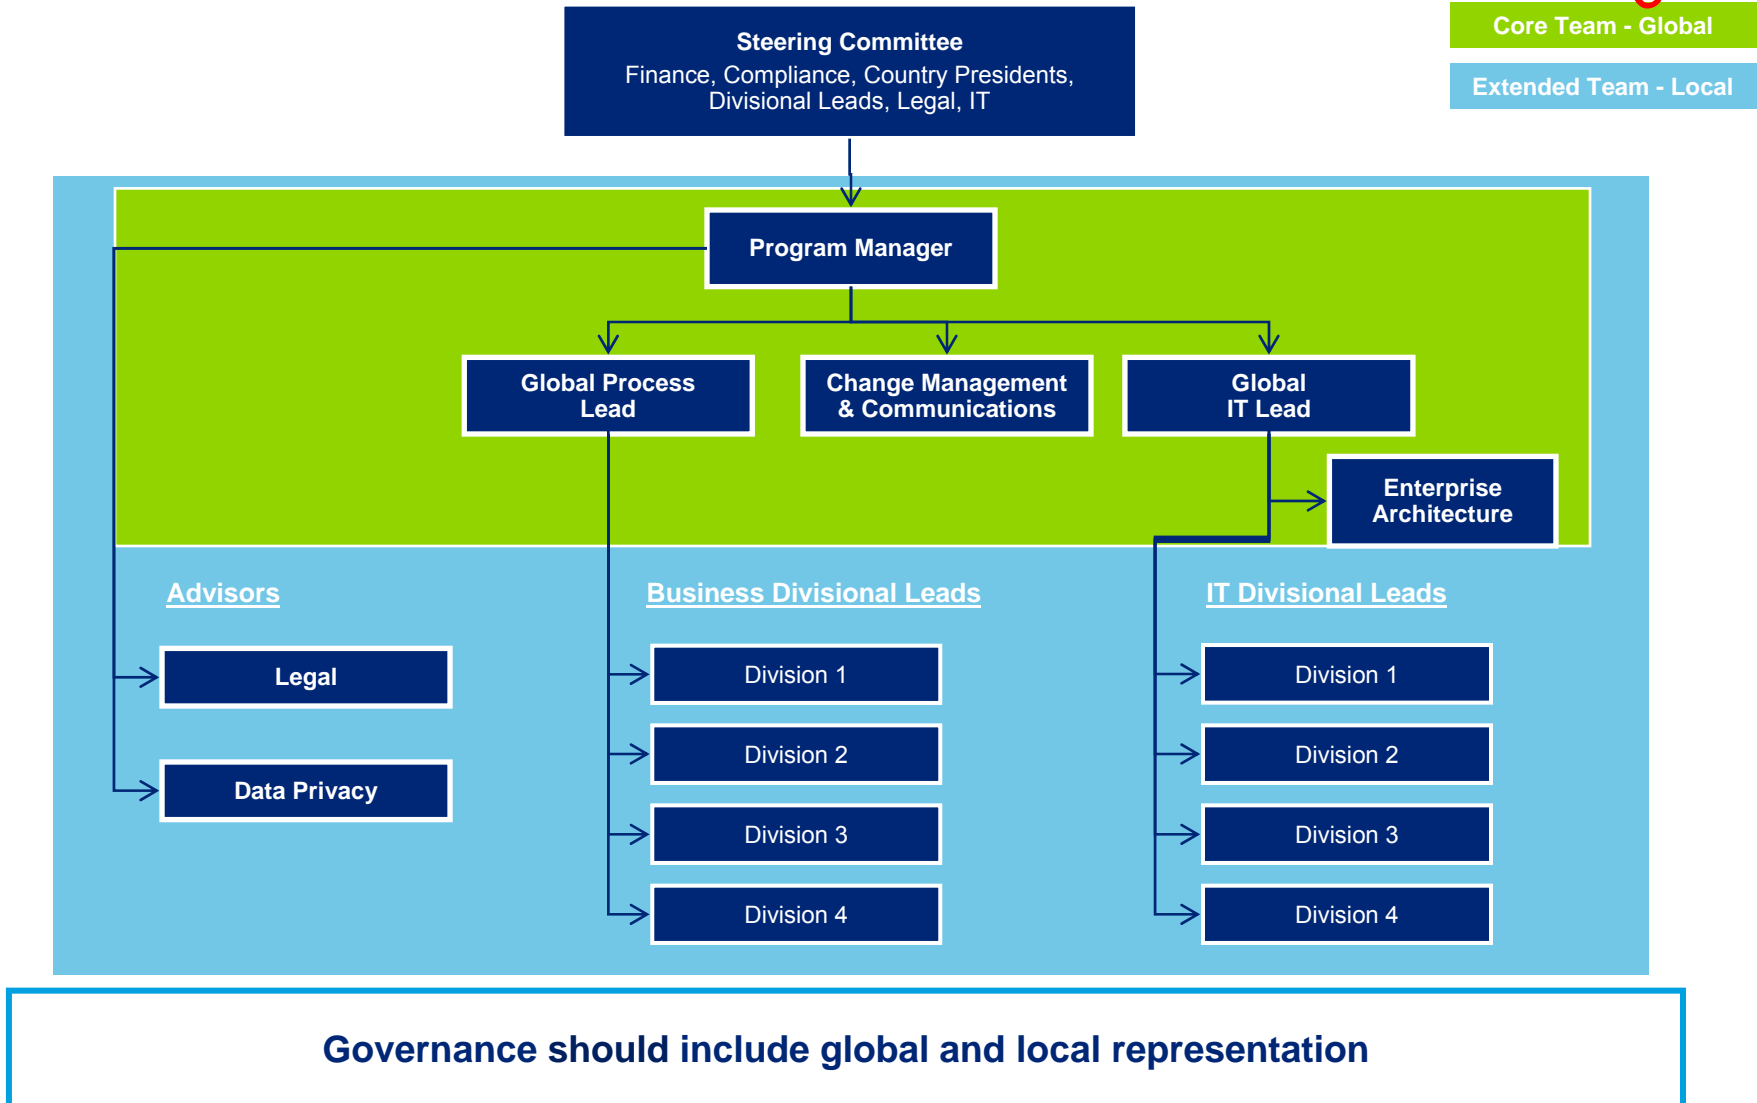 Steering Committee
Finance, Compliance, Country Presidents,
Divisional Leads, Legal, IT
Core Team - Global
Extended Team - Local
Program Manager
Global Process
Lead
Change Management
& Communications
Global
IT Lead
Enterprise
Architecture
Advisors
Legal
Data Privacy
Business Divisional Leads
Division 1
Division 2
Division 3
Division 4
IT Divisional Leads
Division 1
Division 2
Division 3
Division 4
Governance should include global and local representation